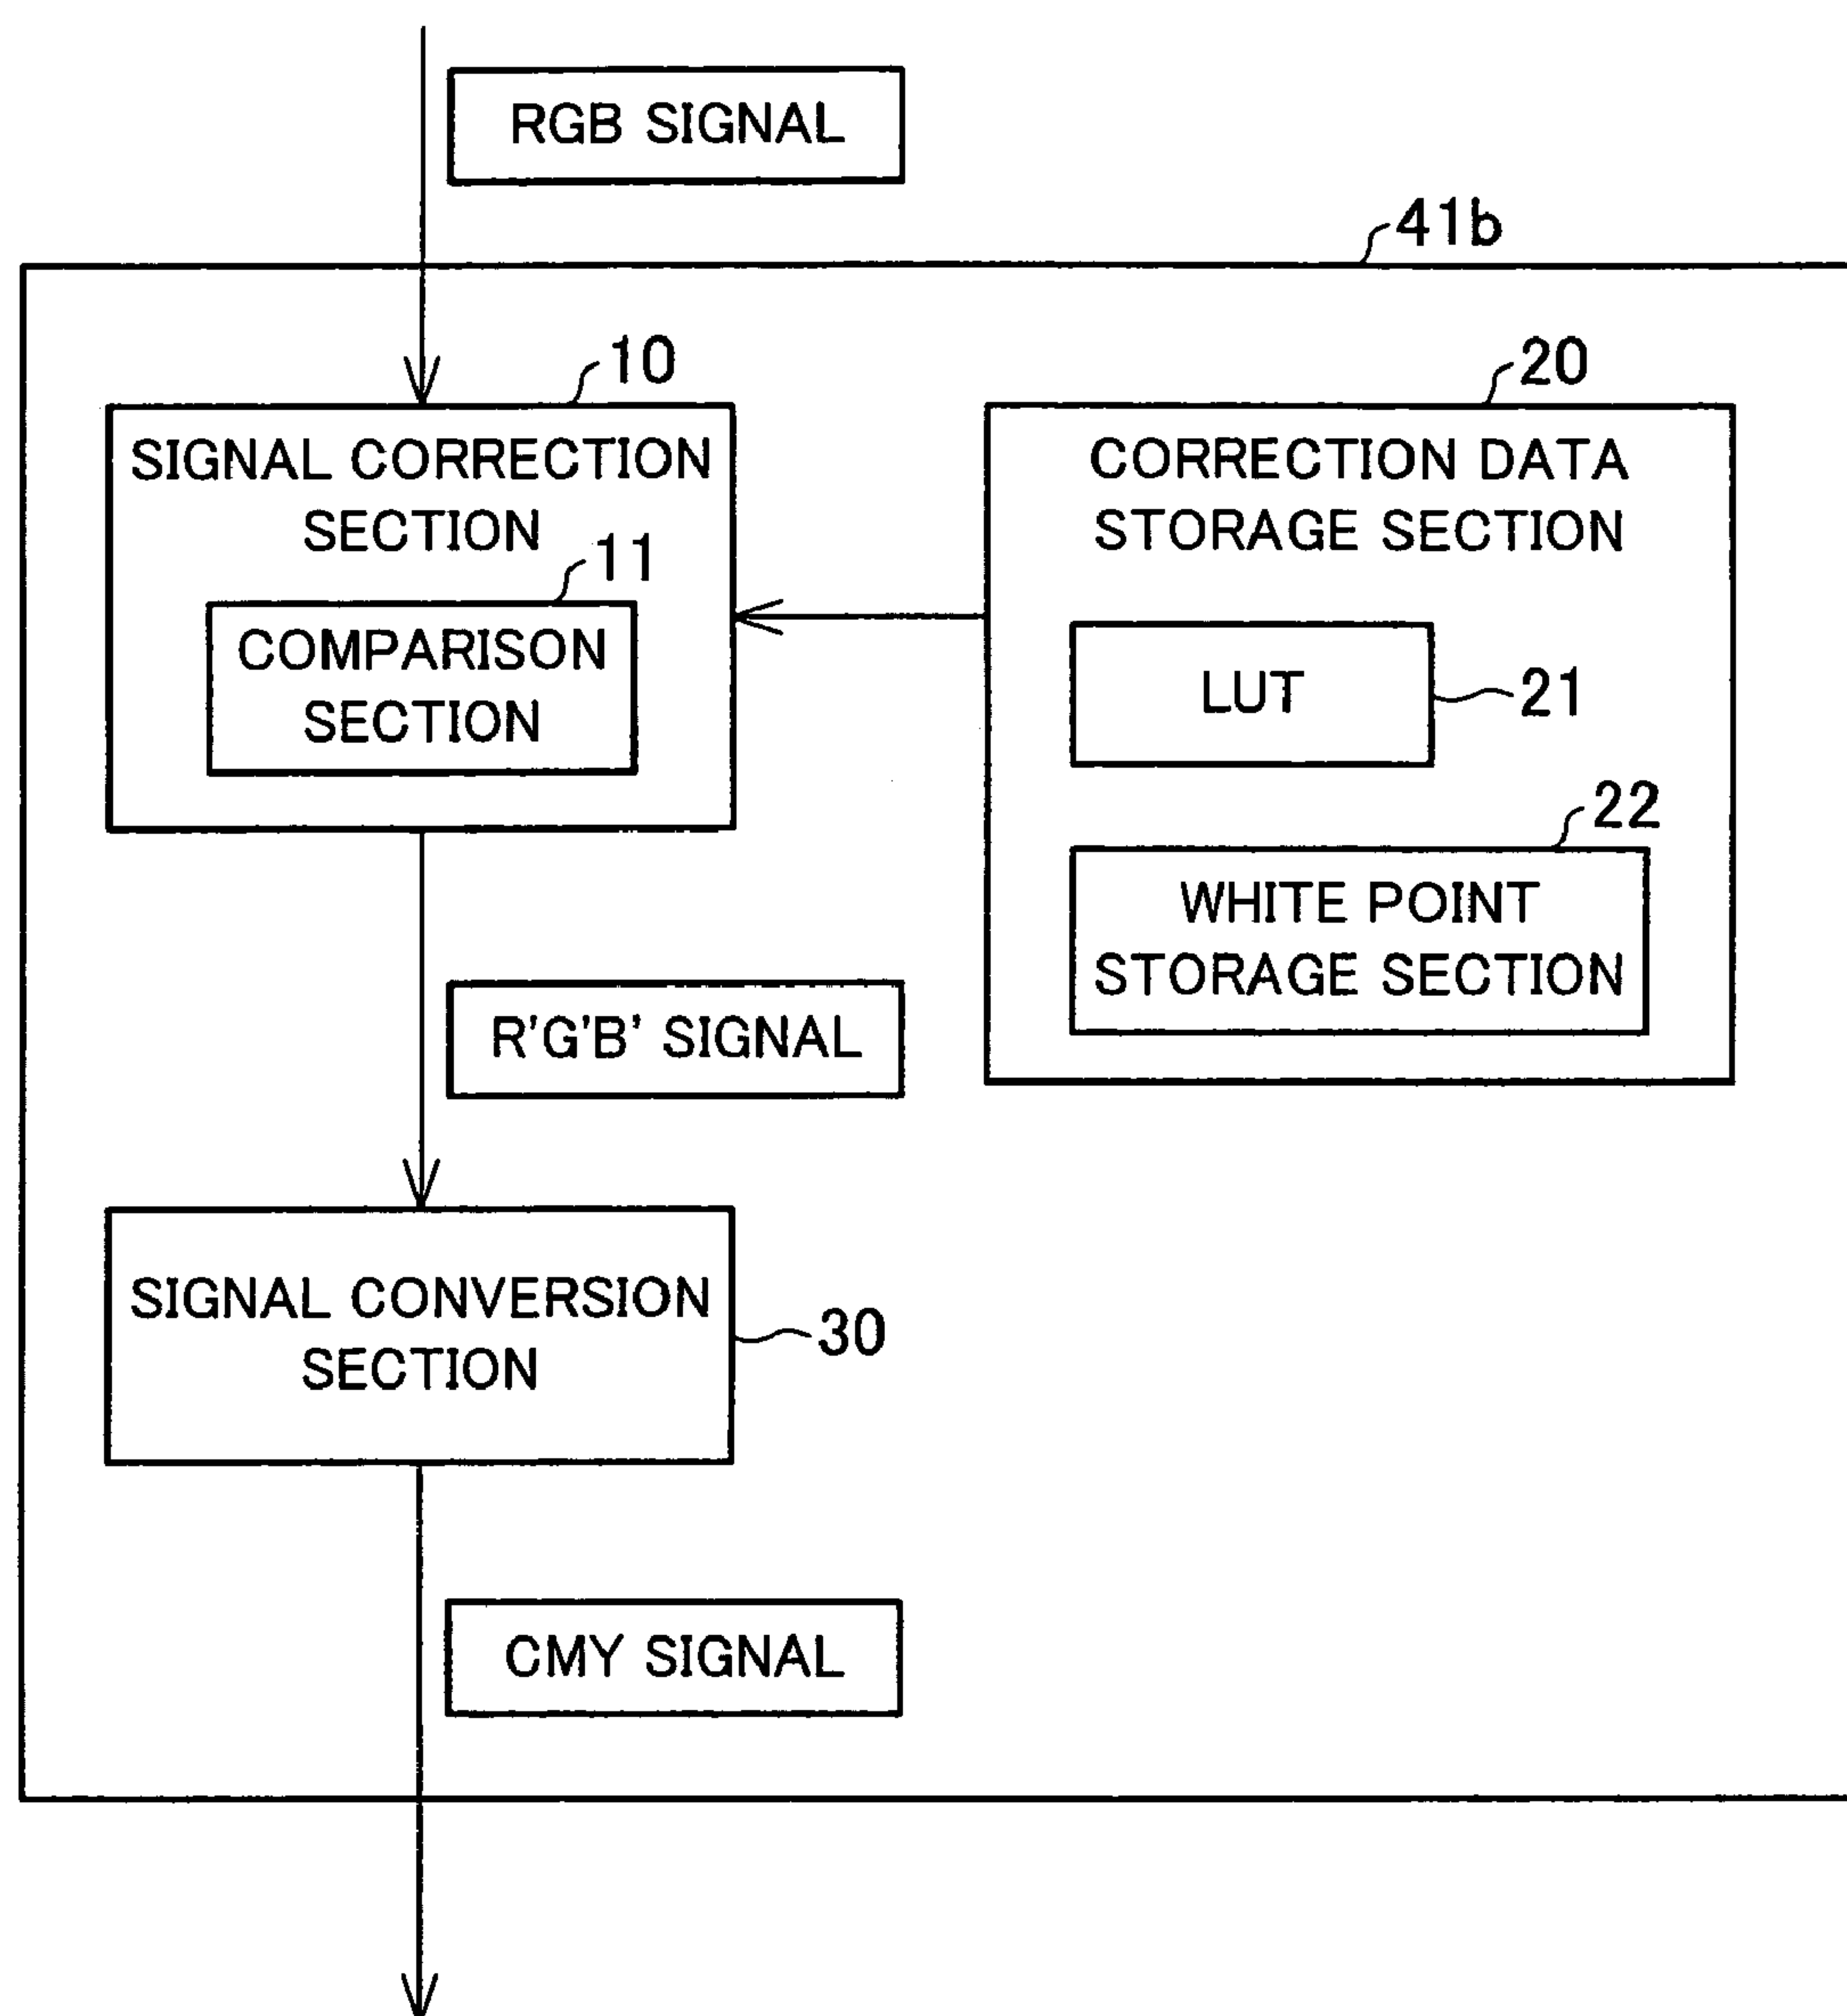 RGB SIGNAL
41b
10
SIGNAL CORRECTION
SECTION
11
COMPARISON
SECTION
20
CORRECTION DATA
STORAGE SECTION
LUT
21
22
WHITE POINT
STORAGE SECTION
R'G'B' SIGNAL
SIGNAL CONVERSION
SECTION
30
CMY SIGNAL